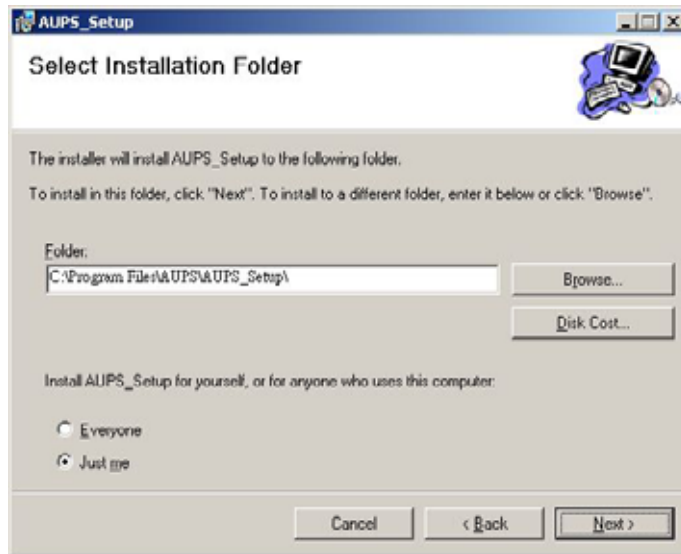 AUPS_Setup
Select Installation Folder
The installer will install AUPS_Setup to the following folder.
To install in this folder, click "Next". To install to a different folder, enter it below or click "Browse".
Folder:
C:\Program Files\AUPS\AUPS_Setup\
Browse...
Disk Cost...
Install AUPS_Setup for yourself, or for anyone who uses this computer:
Everyone
Just me
Cancel
< Back
Next >